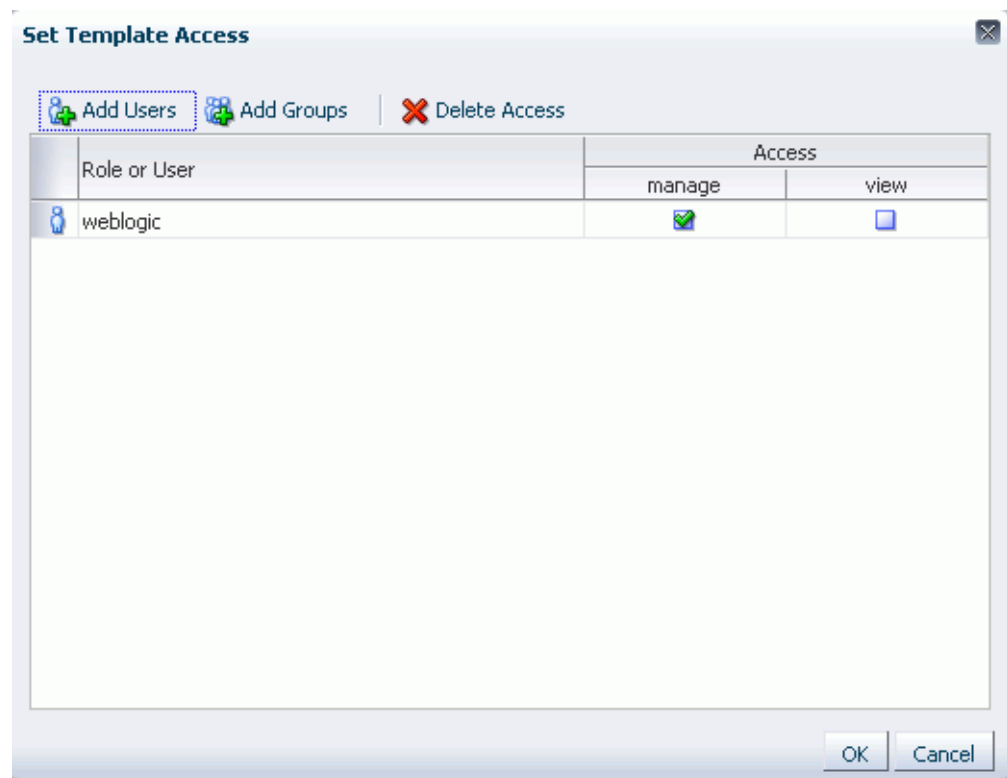 Set Template Access
Add Users Add Groups Delete Access
Role or User
Access
manage view
weblogic
OK Cancel